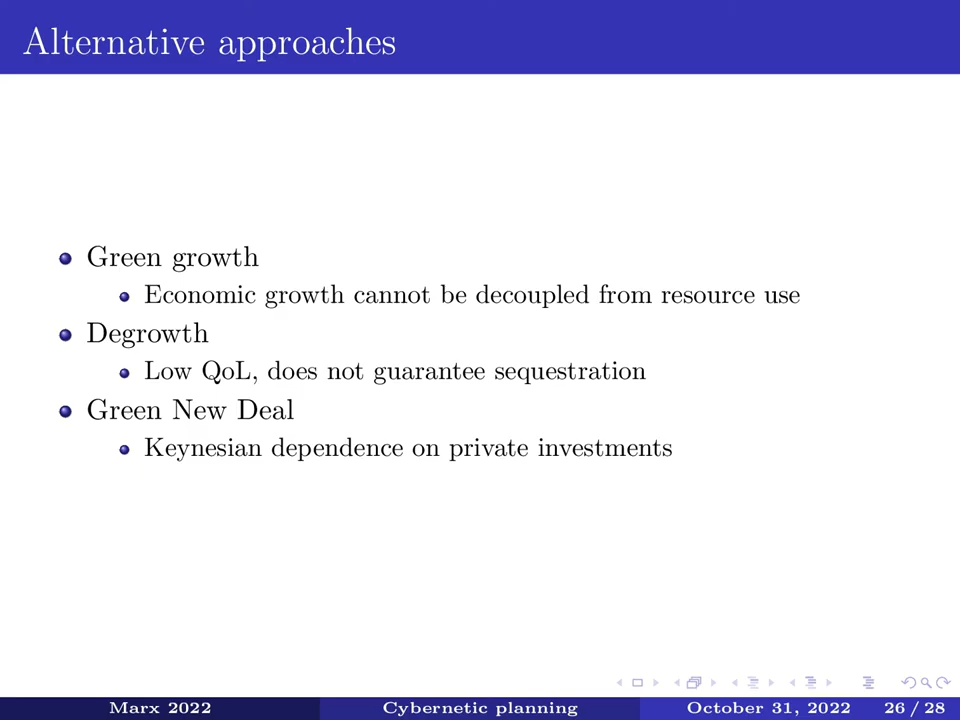 Alternative approaches
Green growth
Economic growth cannot be decoupled from resource use
Degrowth
Low QoL, does not guarantee sequestration
Green New Deal
Keynesian dependence on private investments
Marx 2022 Cybernetic planning October 31, 2022 26 / 28